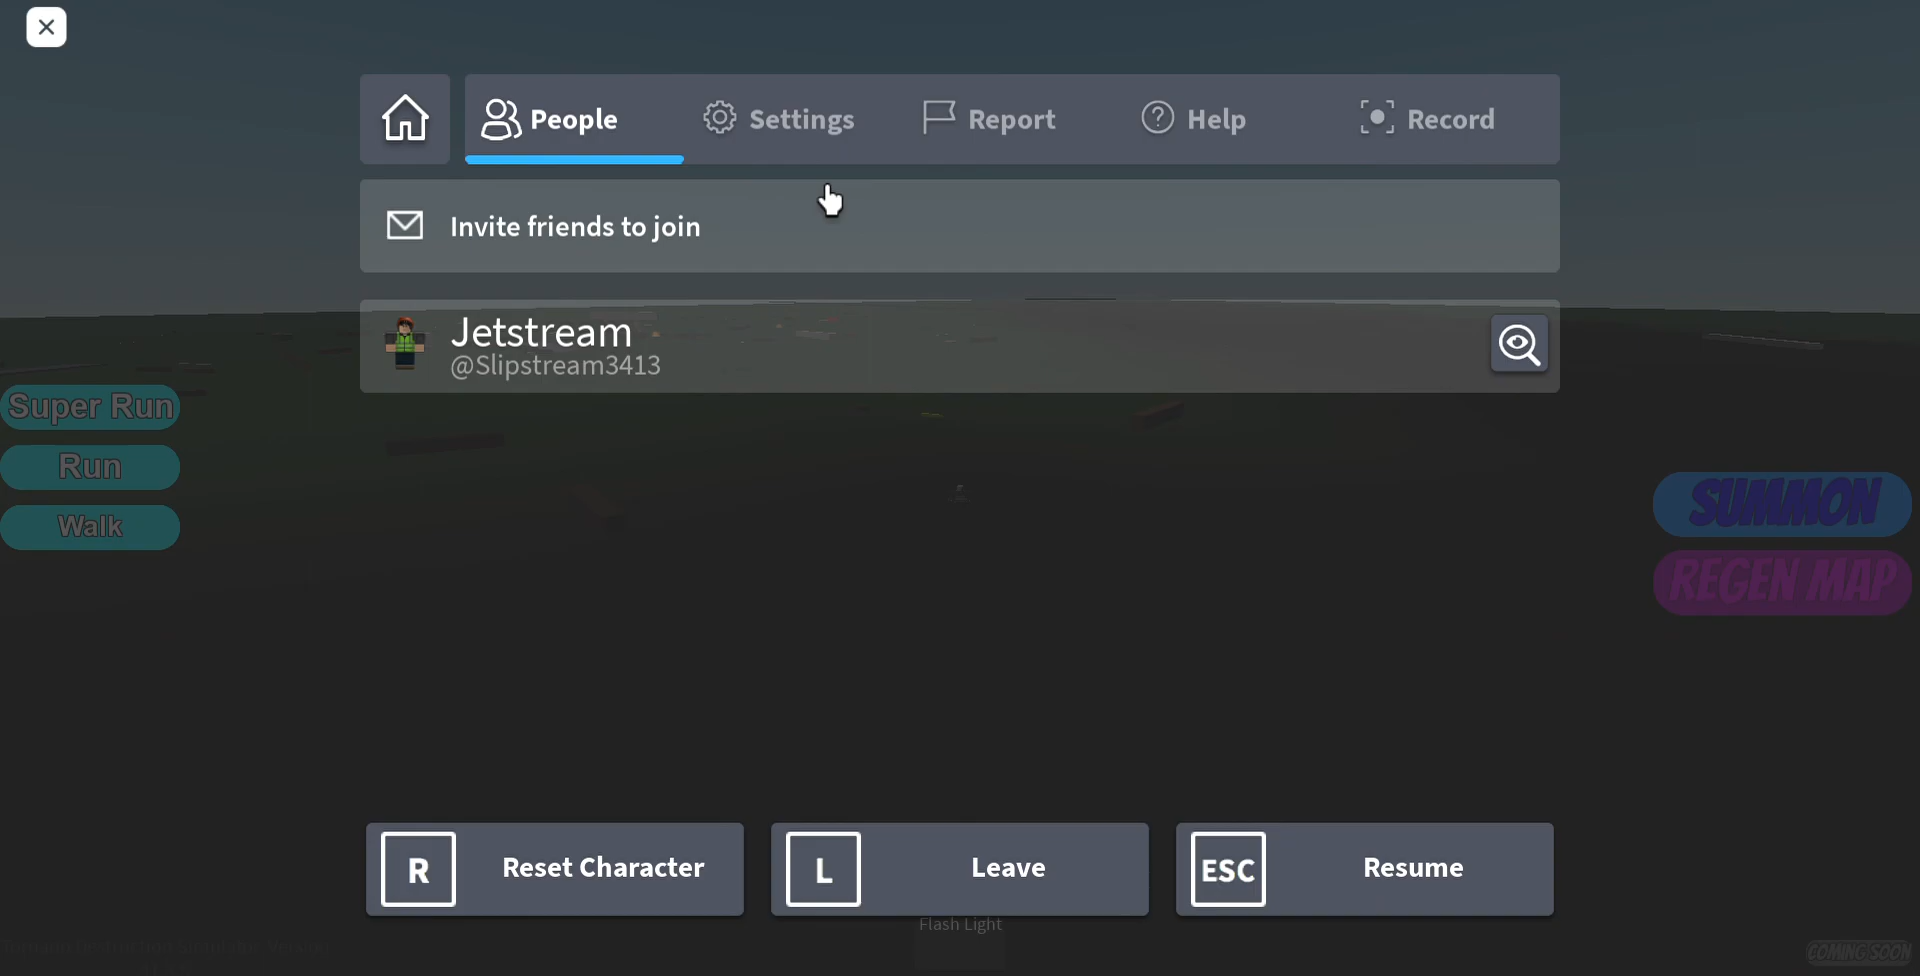 People
Settings
Report
Help
Record
Invite friends to join
Jetstream
@Slipstream3413
Super Run
Run
Walk
SUMMON
REGEN MAP
R
Reset Character
L
Leave
ESC
Resume
Flash Light
COMING SOON